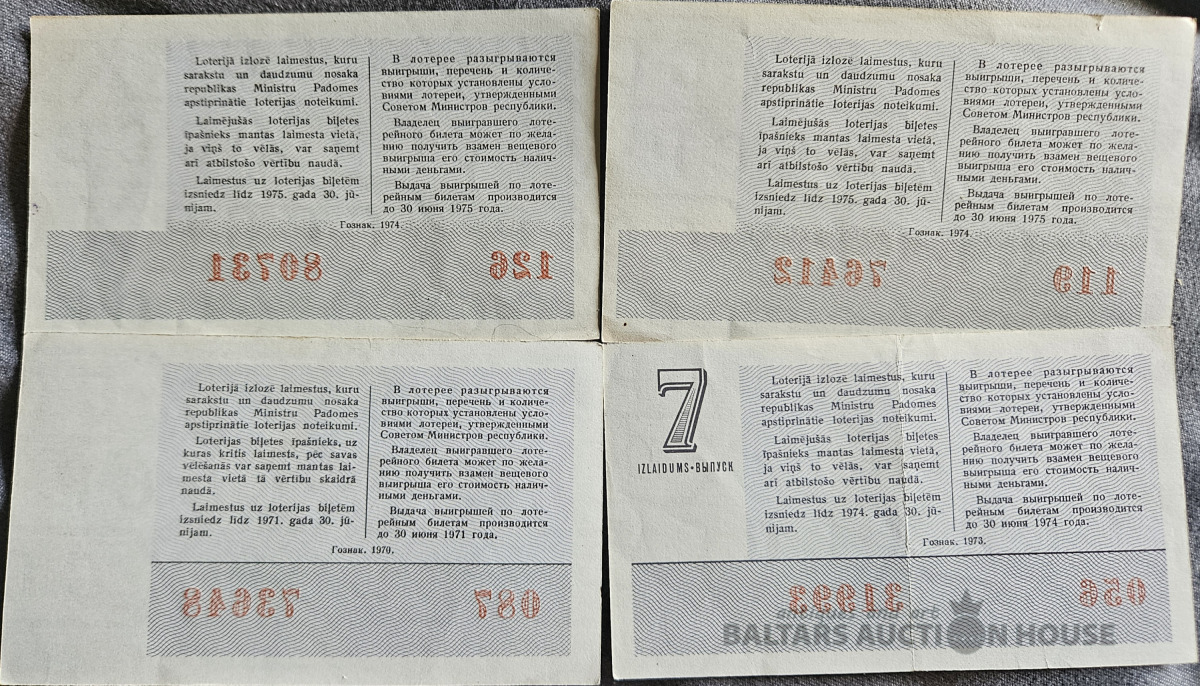 Loterijā izlozē laimestus, kuru
sarakstu un daudzumu nosaka
republikas Ministru Padomes
apstiprinātie loterijas noteikumi.
Laimējušās loterijas biļetes
īpašnieks mantas laimesta vietā,
ja viņš to vēlās, var saņemt
arī atbilstošo vērtību naudā.
Laimestus uz loterijas biļetēm
izsniedz līdz 1975. gada 30. jū-
nijam.
В лотерее разыгрываются
выигрыши, перечень и количе-
ство которых установлены усло-
виями лотереи, утвержденными
Советом Министров республики.
Владелец выигравшего лоте-
рейного билета может по жела-
нию получить взамен вещевого
выигрыша его стоимость налич-
ными деньгами.
Выдача выигрышей по лоте-
рейным билетам производится
до 30 июня 1975 года.
Гознак. 1974.
80731
126
Loterijā izlozē laimestus, kuru
sarakstu un daudzumu nosaka
republikas Ministru Padomes
apstiprinātie loterijas noteikumi.
Laimējušās loterijas biļetes
īpašnieks mantas laimesta vietā,
ja viņš to vēlās, var saņemt
arī atbilstošo vērtību naudā.
Laimestus uz loterijas biļetēm
izsniedz līdz 1975. gada 30. jū-
nijam.
В лотерее разыгрываются
выигрыши, перечень и количе-
ство которых установлены усло-
виями лотереи, утвержденными
Советом Министров республики.
Владелец выигравшего лоте-
рейного билета может по жела-
нию получить взамен вещевого
выигрыша его стоимость налич-
ными деньгами.
Выдача выигрышей по лоте-
рейным билетам производится
до 30 июня 1975 года.
Гознак. 1974.
76412
119
Loterijā izlozē laimestus, kuru
sarakstu un daudzumu nosaka
republikas Ministru Padomes
apstiprinātie loterijas noteikumi.
Loterijas biļetes īpašnieks, uz
kuras kritis laimests, pēc savas
vēlēšanās var saņemt mantas lai-
mesta vietā tā vērtību skaidrā
naudā.
Laimestus uz loterijas biļetēm
izsniedz līdz 1971. gada 30. jū-
nijam.
В лотерее разыгрываются
выигрыши, перечень и количе-
ство которых установлены усло-
виями лотереи, утвержденными
Советом Министров республики.
Владелец выигравшего лоте-
рейного билета может по жела-
нию получить взамен вещевого
выигрыша его стоимость налич-
ными деньгами.
Выдача выигрышей по лоте-
рейным билетам производится
до 30 июня 1971 года.
Гознак. 1970.
73648
087
7
IZLAIDUMS•ВЫПУСК
Loterijā izlozē laimestus, kuru
sarakstu un daudzumu nosaka
republikas Ministru Padomes
apstiprinātie loterijas noteikumi.
Laimējušās loterijas biļetes
īpašnieks mantas laimesta vietā,
ja viņš to vēlās, var saņemt
arī atbilstošo vērtību naudā.
Laimestus uz loterijas biļetēm
izsniedz līdz 1974. gada 30. jū-
nijam.
В лотерее разыгрываются
выигрыши, перечень и количе-
ство которых установлены усло-
виями лотереи, утвержденными
Советом Министров республики.
Владелец выигравшего лоте-
рейного билета может по жела-
нию получить взамен вещевого
выигрыша его стоимость налич-
ными деньгами.
Выдача выигрышей по лоте-
рейным билетам производится
до 30 июня 1974 года.
Гознак. 1973.
31993
056
antiques and art
BALTARS AUCTION HOUSE